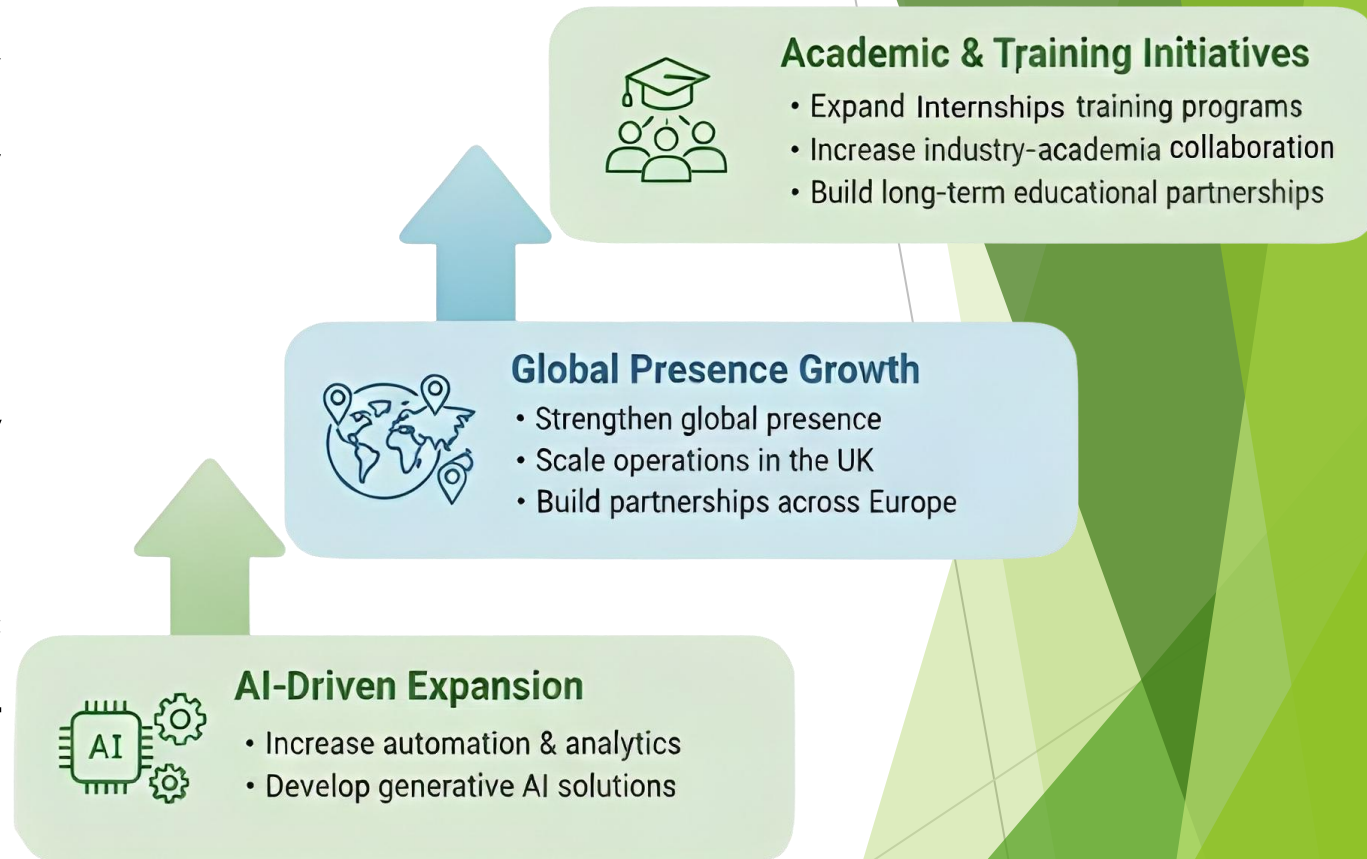 Academic & Training Initiatives
• Expand Internships training programs
• Increase industry-academia collaboration
• Build long-term educational partnerships
Global Presence Growth
• Strengthen global presence
• Scale operations in the UK
• Build partnerships across Europe
AI-Driven Expansion
AI
• Increase automation & analytics
• Develop generative AI solutions